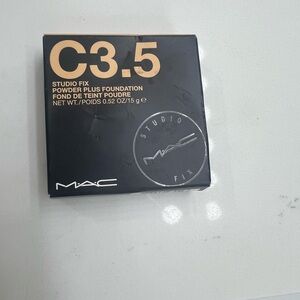 C3.5
STUDIO FIX
POWDER PLUS FOUNDATION
FOND DE TEINT POUDRE
NET WT./POIDS 0.52 OZ/15 g ℮
STUDIO
MAC
FIX
MAC